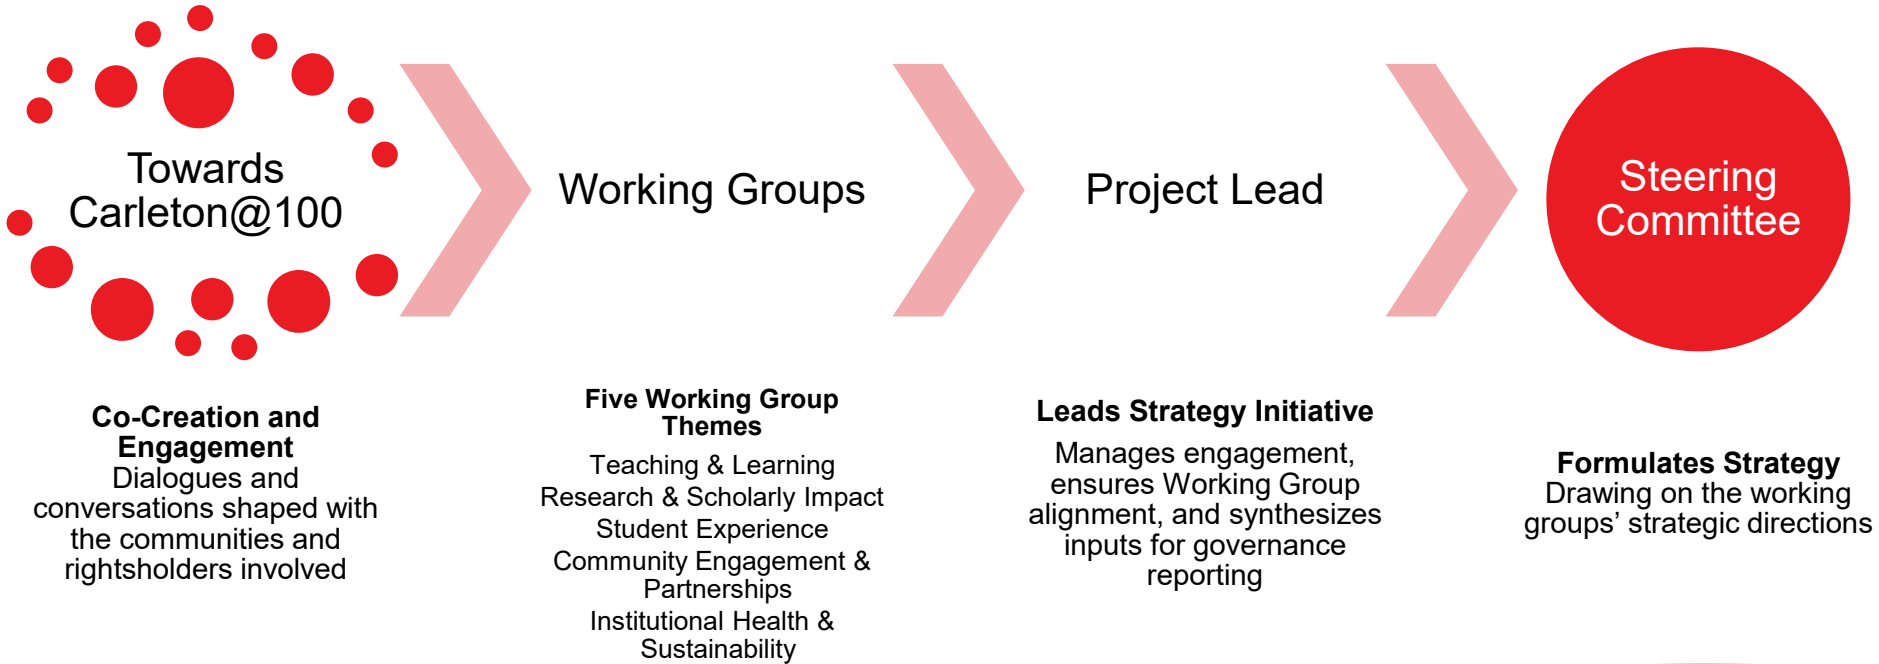 Towards
Carleton@100
Working Groups
Project Lead
Steering
Committee
Co-Creation and
Engagement
Dialogues and
conversations shaped with
the communities and
rightsholders involved
Five Working Group
Themes
Teaching & Learning
Research & Scholarly Impact
Student Experience
Community Engagement &
Partnerships
Institutional Health &
Sustainability
Leads Strategy Initiative
Manages engagement,
ensures Working Group
alignment, and synthesizes
inputs for governance
reporting
Formulates Strategy
Drawing on the working
groups’ strategic directions